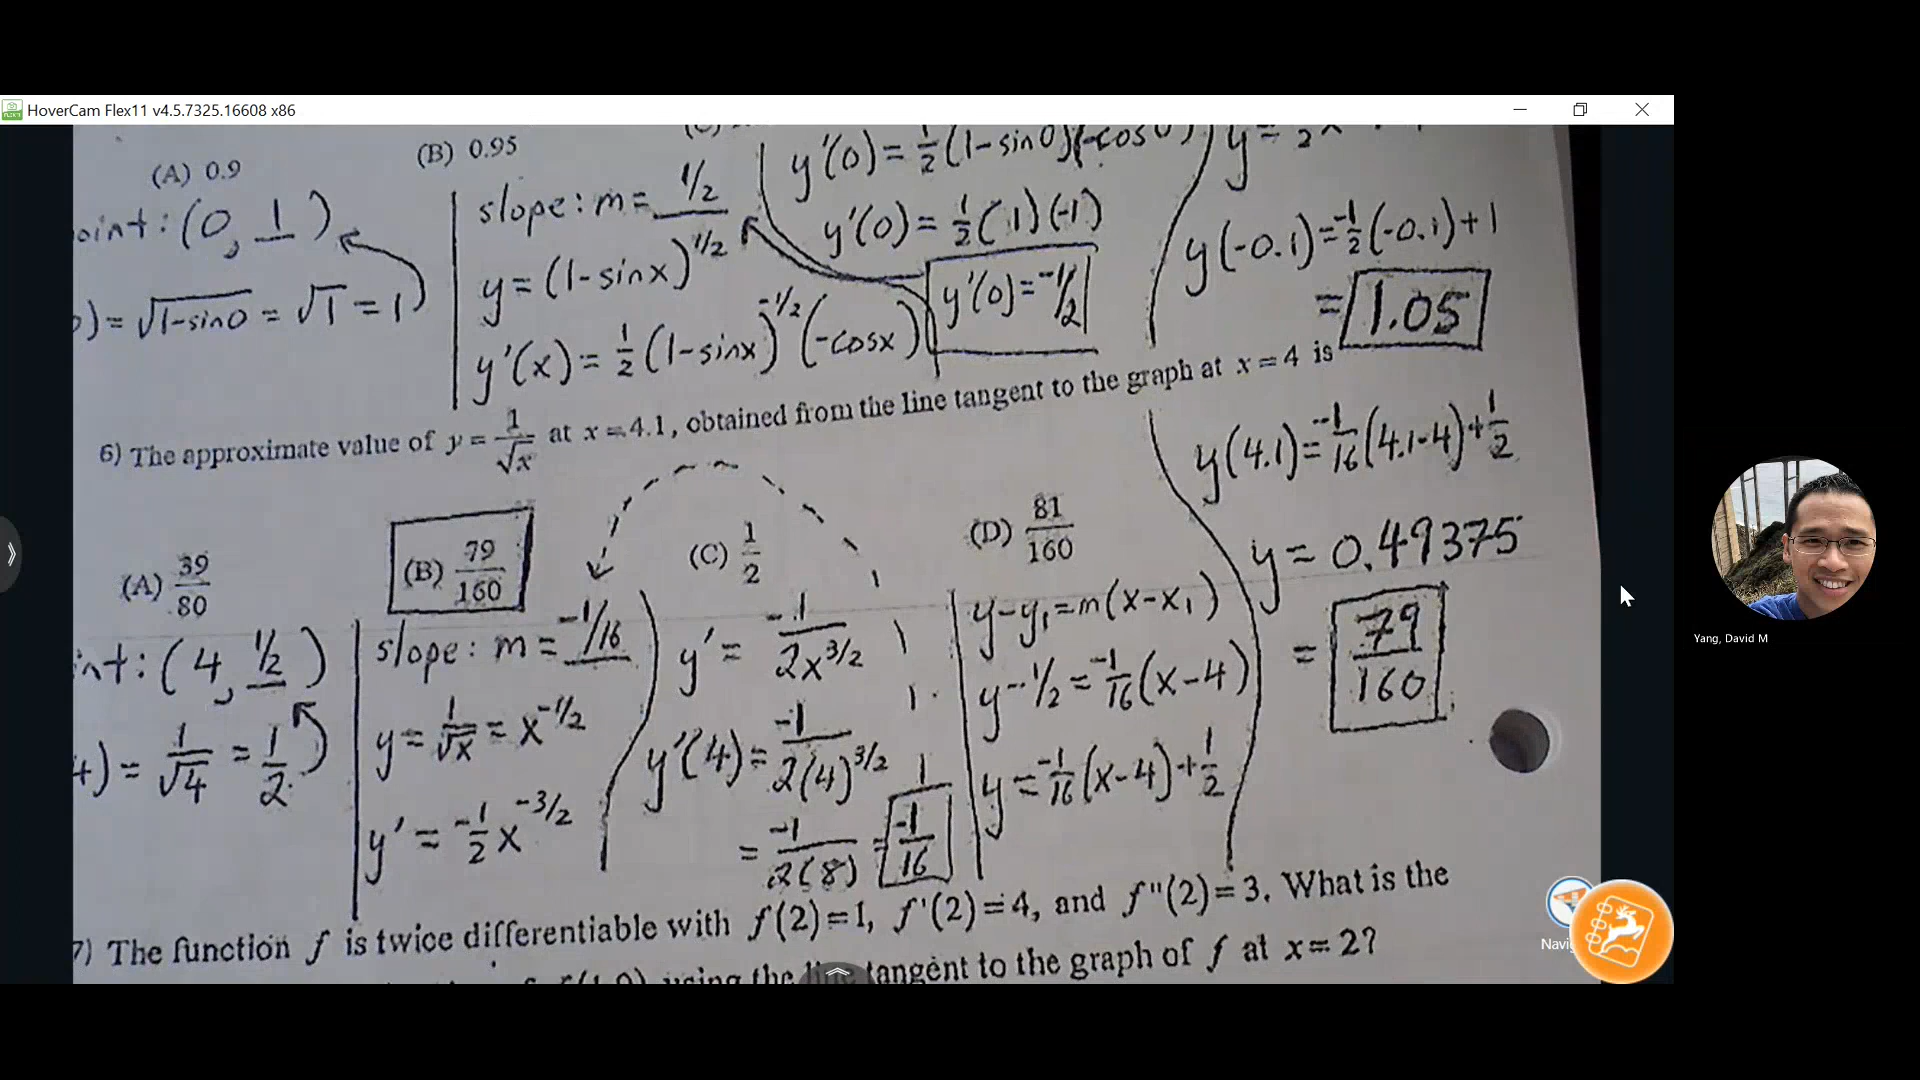 HoverCam Flex11 v4.5.7325.16608 x86
(A) 0.9
(B) 0.95
y'(0) = 1/2 (1-sin0)(-cos0)
oint: (0, 1)
slope: m = 1/2
y'(0) = 1/2 (1)(-1)
y(-0.1) = -1/2 (-0.1) + 1
= 1.05
) = √1-sin0 = √1 = 1
y = (1-sinx)^1/2
y'(0) = -1/2
y'(x) = 1/2 (1-sinx)^-1/2 (-cosx)
6) The approximate value of y = 1/√x at x = 4.1, obtained from the line tangent to the graph at x = 4 is
(A) 39/80
(B) 79/160
(C) 1/2
(D) 81/160
int: (4, 1/2)
4) = 1/√4 = 1/2
slope: m = -1/16
y = 1/√x = x^-1/2
y' = -1/2 x^-3/2
y' = -1/2x^3/2
y'(4) = -1/2(4)^3/2
= -1/2(8) = -1/16
y-y₁ = m(x-x₁)
y-1/2 = -1/16 (x-4)
y = -1/16 (x-4) + 1/2
y(4.1) = -1/16 (4.1-4) + 1/2
y = 0.49375
= 79/160
7) The function f is twice differentiable with f(2)=1, f'(2)=4, and f"(2)=3. What is the
using the line tangent to the graph of f at x=2?
Yang, David M
Navi